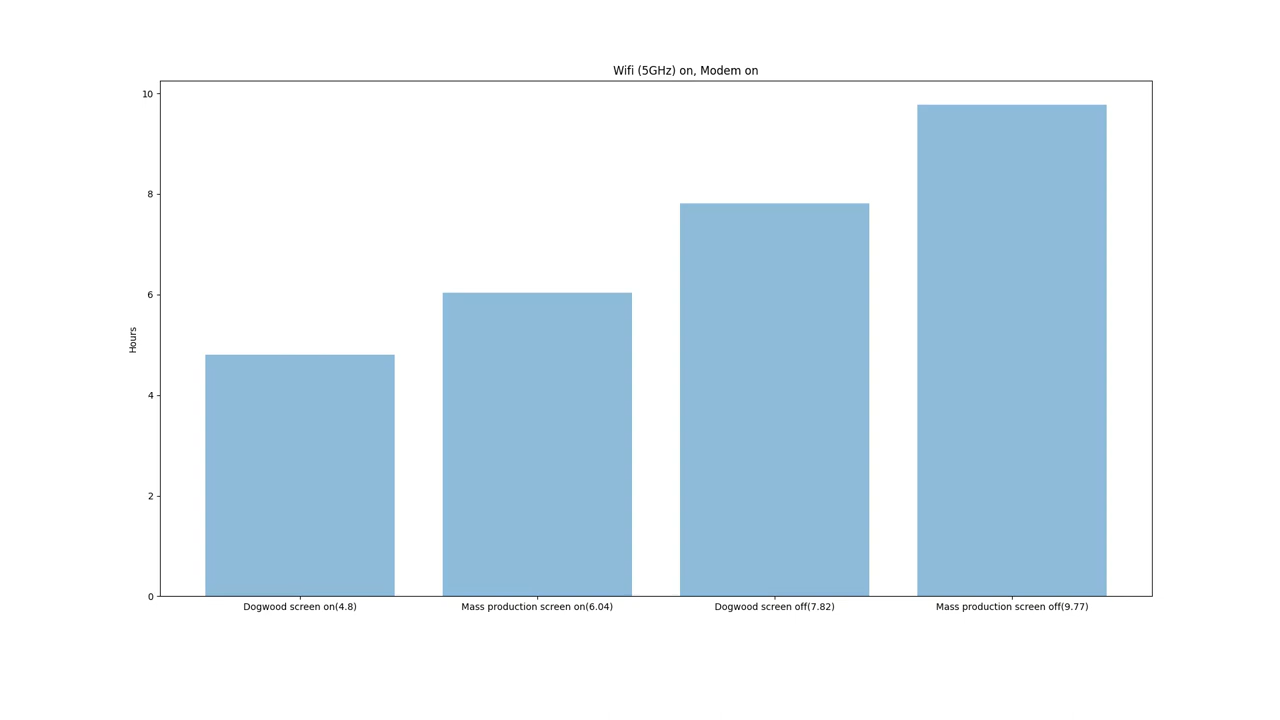 Wifi (5GHz) on, Modem on
10
8
6
4
2
0
Hours
Dogwood screen on(4.8)
Mass production screen on(6.04)
Dogwood screen off(7.82)
Mass production screen off(9.77)